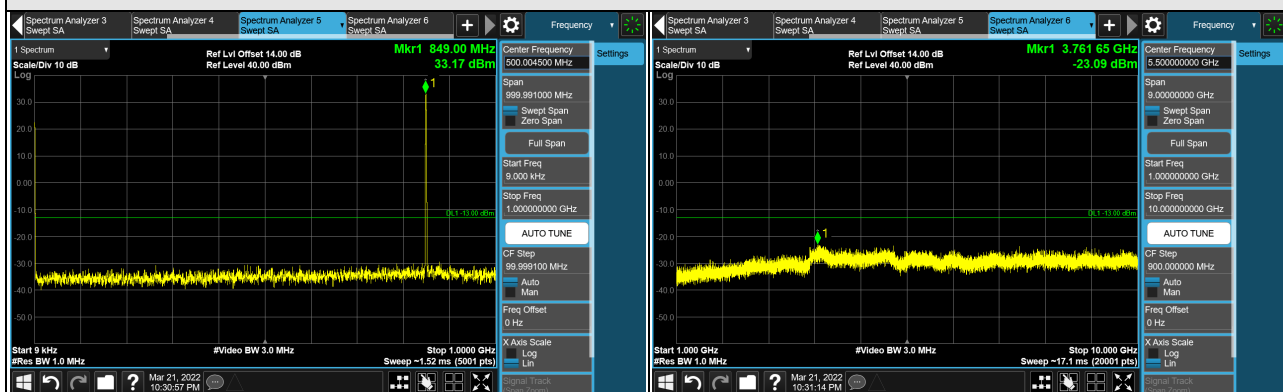 Spectrum Analyzer 3
Swept SA
Spectrum Analyzer 4
Swept SA
Spectrum Analyzer 5
Swept SA
Spectrum Analyzer 6
Swept SA
Frequency
1 Spectrum
Scale/Div 10 dB
Log
Ref Lvl Offset 14.00 dB
Ref Level 40.00 dBm
Mkr1 849.00 MHz
33.17 dBm
1
30.0
20.0
10.0
0.00
-10.0
-20.0
-30.0
-40.0
-50.0
DL1 -13.00 dBm
Start 9 kHz
#Res BW 1.0 MHz
#Video BW 3.0 MHz
Stop 1.0000 GHz
Sweep ~1.52 ms (5001 pts)
Center Frequency
500.004500 MHz
Settings
Span
999.991000 MHz
Swept Span
Zero Span
Full Span
Start Freq
9.000 kHz
Stop Freq
1.000000000 GHz
AUTO TUNE
CF Step
99.999100 MHz
Auto
Man
Freq Offset
0 Hz
X Axis Scale
Log
Lin
Signal Track
(Span Zoom)
?
Mar 21, 2022
10:30:57 PM
Spectrum Analyzer 3
Swept SA
Spectrum Analyzer 4
Swept SA
Spectrum Analyzer 5
Swept SA
Spectrum Analyzer 6
Swept SA
Frequency
1 Spectrum
Scale/Div 10 dB
Log
Ref Lvl Offset 14.00 dB
Ref Level 40.00 dBm
Mkr1 3.761 65 GHz
-23.09 dBm
1
30.0
20.0
10.0
0.00
-10.0
-20.0
-30.0
-40.0
-50.0
DL1 -13.00 dBm
Start 1.000 GHz
#Res BW 1.0 MHz
#Video BW 3.0 MHz
Stop 10.000 GHz
Sweep ~17.1 ms (20001 pts)
Center Frequency
5.500000000 GHz
Settings
Span
9.00000000 GHz
Swept Span
Zero Span
Full Span
Start Freq
1.000000000 GHz
Stop Freq
10.000000000 GHz
AUTO TUNE
CF Step
900.000000 MHz
Auto
Man
Freq Offset
0 Hz
X Axis Scale
Log
Lin
Signal Track
(Span Zoom)
?
Mar 21, 2022
10:31:14 PM